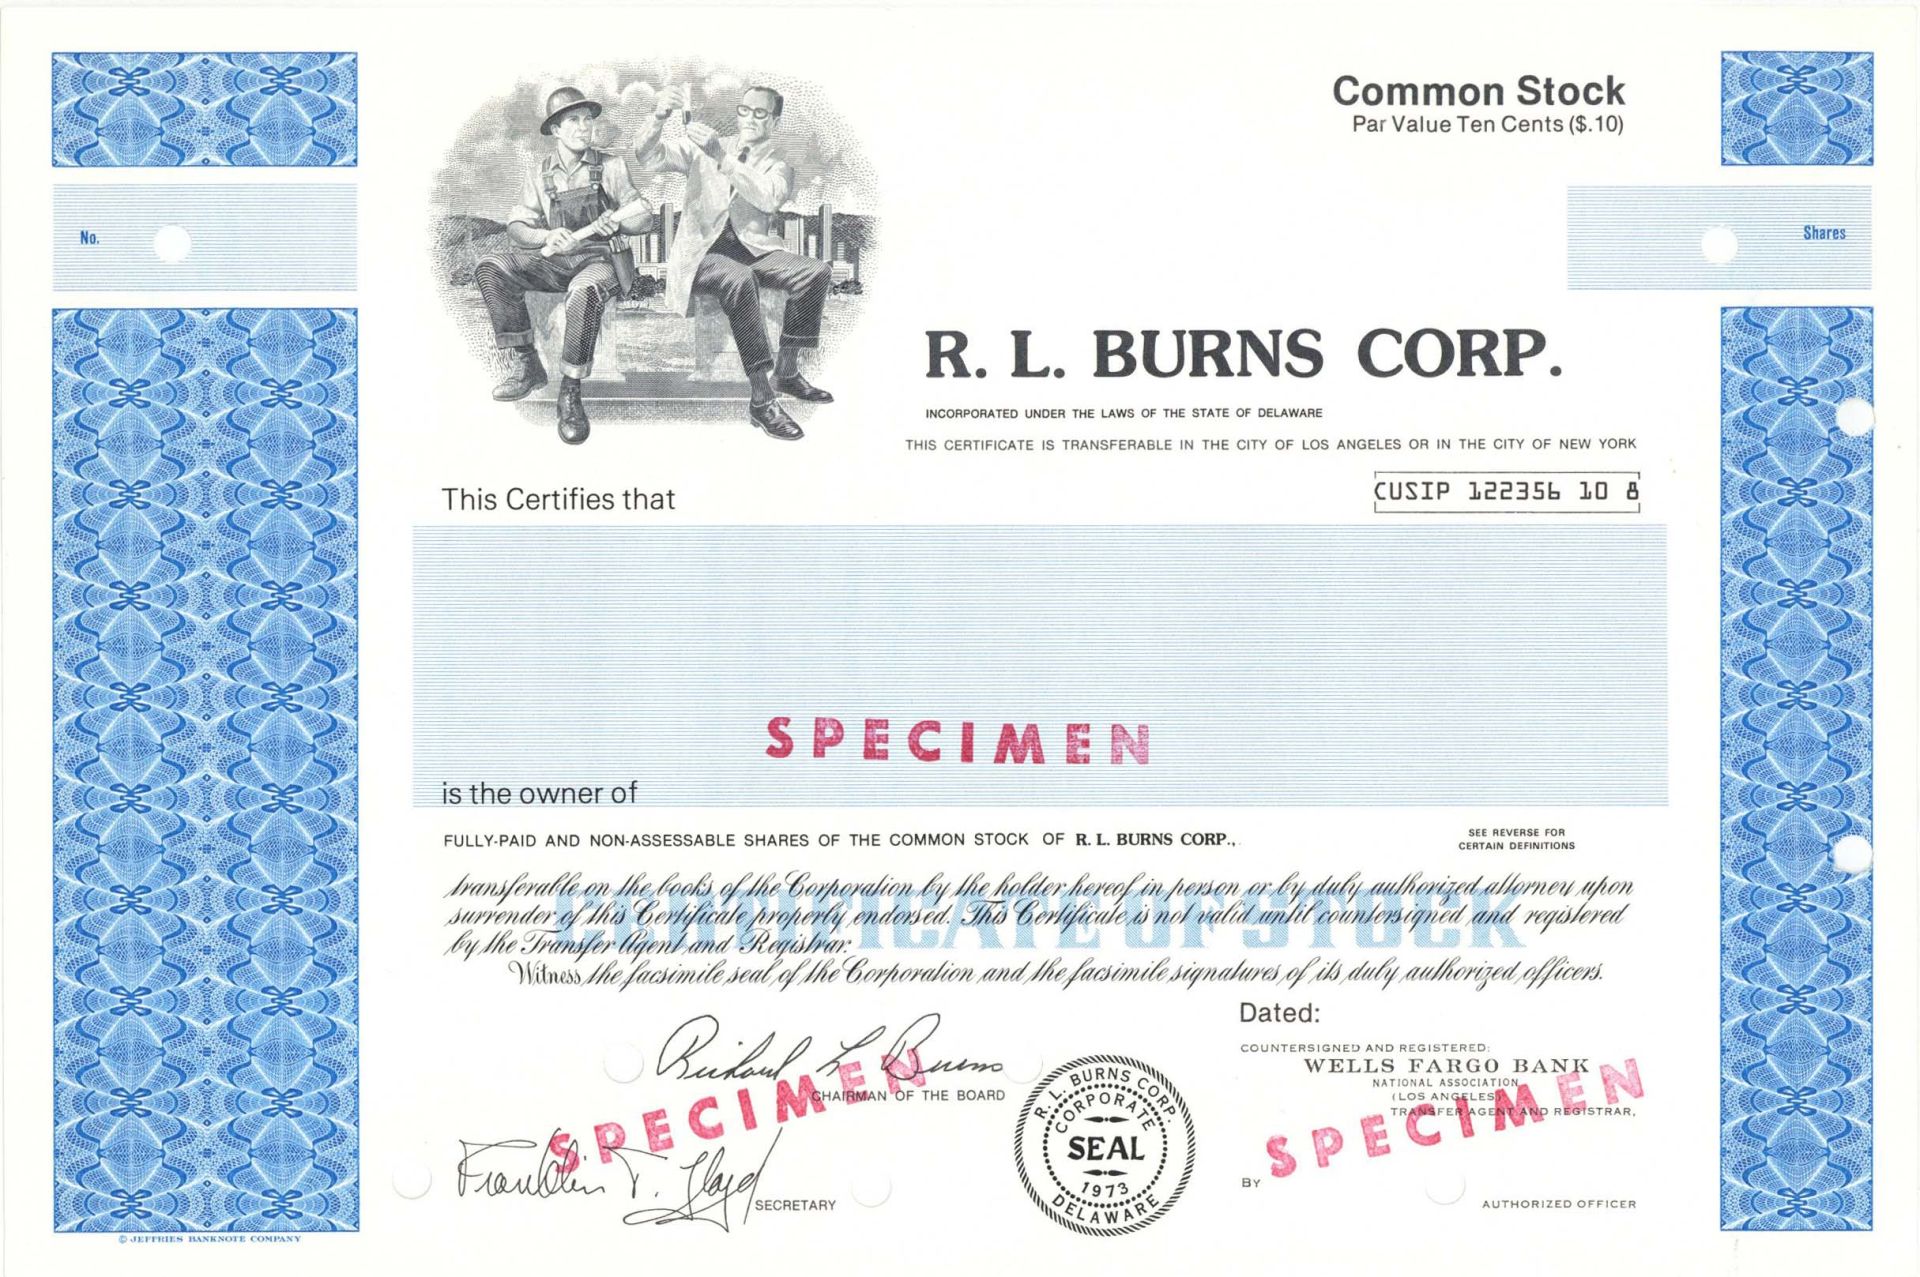 Common Stock
Par Value Ten Cents ($.10)
No.
Shares
R. L. BURNS CORP.
INCORPORATED UNDER THE LAWS OF THE STATE OF DELAWARE
THIS CERTIFICATE IS TRANSFERABLE IN THE CITY OF LOS ANGELES OR IN THE CITY OF NEW YORK
This Certifies that
CUSIP 122356 10 8
SPECIMEN
is the owner of
FULLY-PAID AND NON-ASSESSABLE SHARES OF THE COMMON STOCK OF R. L. BURNS CORP.,
SEE REVERSE FOR
CERTAIN DEFINITIONS
CERTIFICATE OF STOCK
transferable on the books of the Corporation by the holder hereof in person or by duly authorized attorney upon
surrender of this Certificate properly endorsed. This Certificate is not valid until countersigned and registered
by the Transfer Agent and Registrar.
Witness the facsimile seal of the Corporation and the facsimile signatures of its duly authorized officers.
Richard L Burns
CHAIRMAN OF THE BOARD
SPECIMEN
Franklin T. Lloyd
SECRETARY
R. L. BURNS CORP.
CORPORATE
SEAL
1973
DELAWARE
Dated:
COUNTERSIGNED AND REGISTERED:
WELLS FARGO BANK
NATIONAL ASSOCIATION
(LOS ANGELES)
TRANSFER AGENT AND REGISTRAR,
SPECIMEN
BY
AUTHORIZED OFFICER
© JEFFRIES BANKNOTE COMPANY